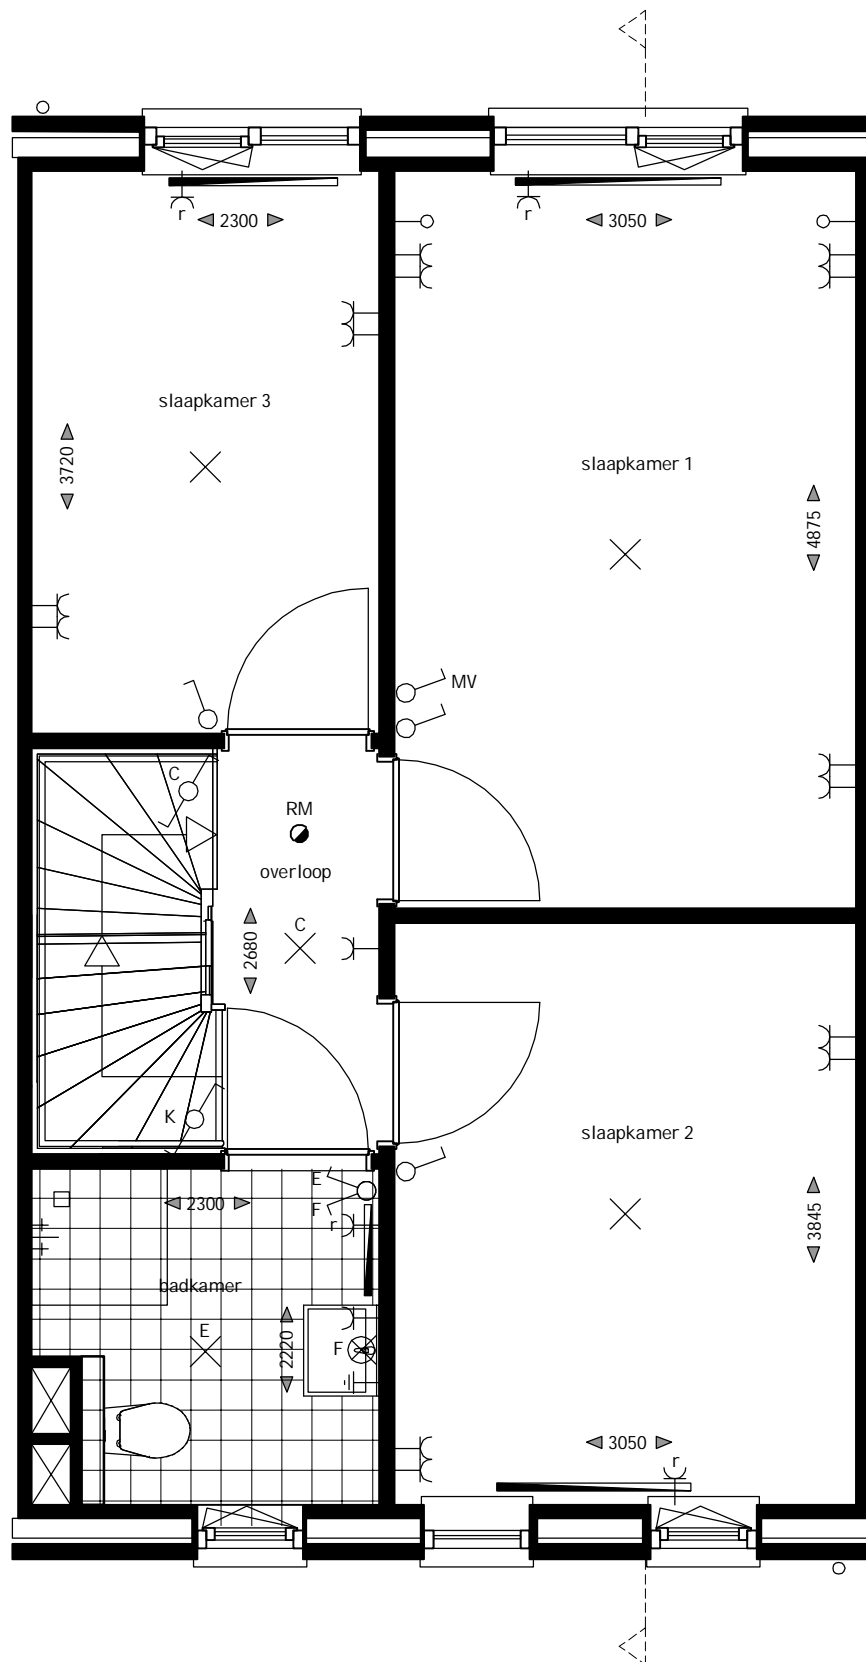 r
2300
r
3050
slaapkamer 3
3720
slaapkamer 1
4875
MV
C
RM
overloop
C
2680
K
slaapkamer 2
E
F
2300
r
3845
badkamer
E
F
2220
3050
r